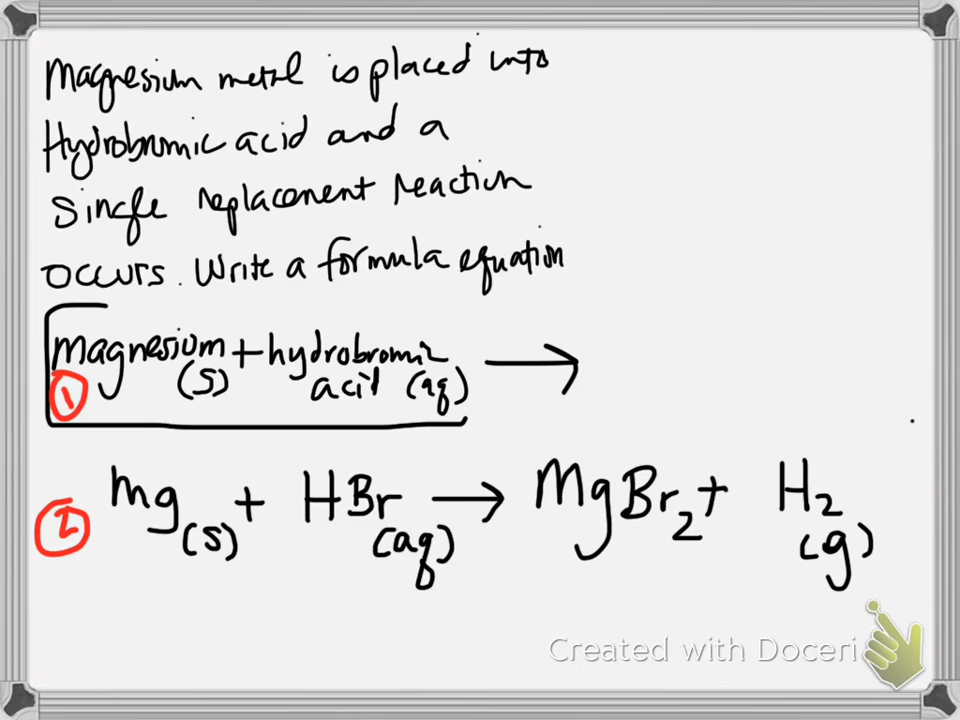 Magnesium metal is placed into
Hydrobromic acid and a
Single replacement reaction
occurs. Write a formula equation
magnesium (s) + hydrobromic acid (aq) →
①
② Mg(s) + HBr(aq) → MgBr₂ + H₂(g)
Created with Doceri